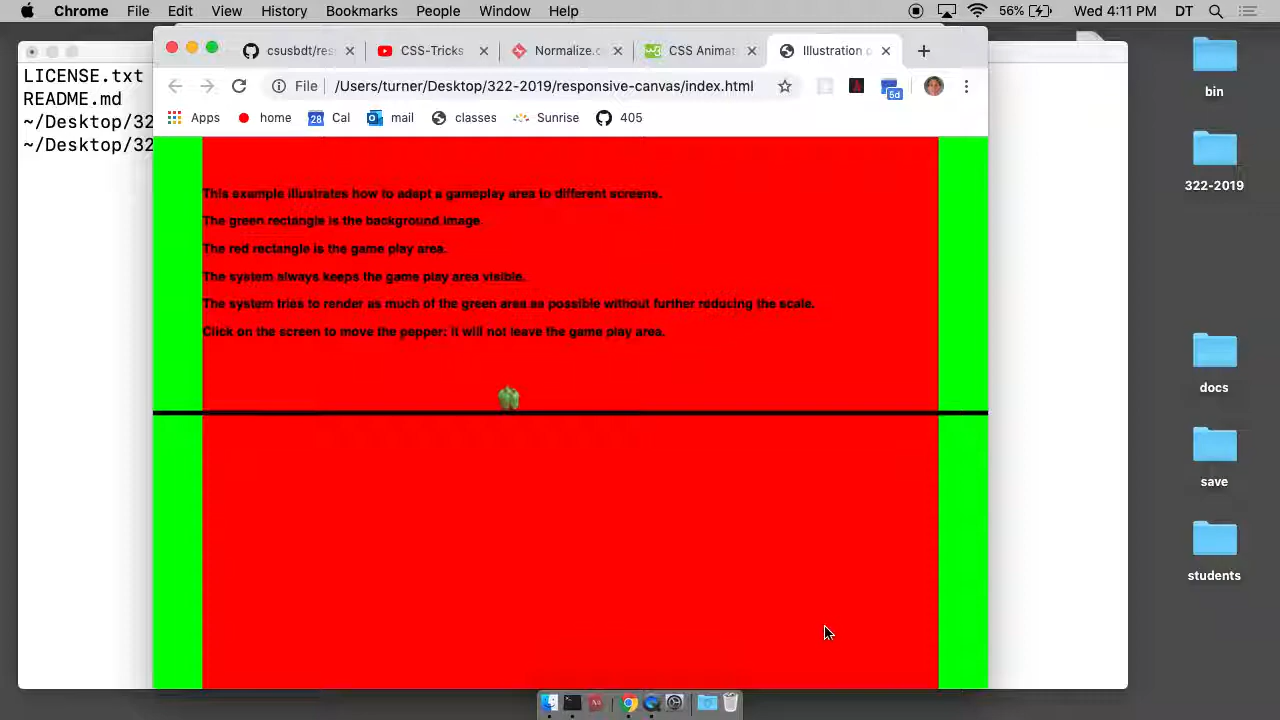 Chrome File Edit View History Bookmarks People Window Help 56% Wed 4:11 PM DT
csusbdt/res
CSS-Tricks
Normalize.c
CSS Animat
Illustration o
File /Users/turner/Desktop/322-2019/responsive-canvas/index.html
5d
Apps home 28 Cal mail classes Sunrise 405
LICENSE.txt
README.md
~/Desktop/32
~/Desktop/32
This example illustrates how to adapt a gameplay area to different screens.
The green rectangle is the background image.
The red rectangle is the game play area.
The system always keeps the game play area visible.
The system tries to render as much of the green area as possible without further reducing the scale.
Click on the screen to move the pepper; it will not leave the game play area.
bin
322-2019
docs
save
students